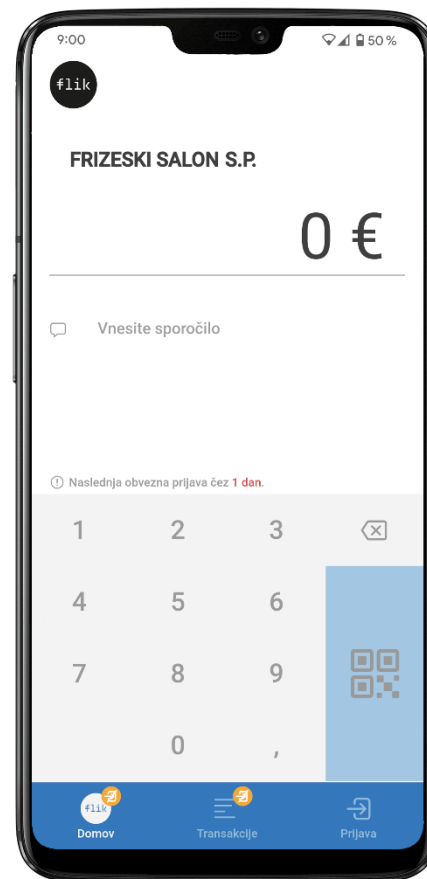 9:00
50 %
flik
FRIZESKI SALON S.P.
0 €
Vnesite sporočilo
Naslednja obvezna prijava čez 1 dan.
1 2 3
4 5 6
7 8 9
0 ,
flik
Domov Transakcije Prijava